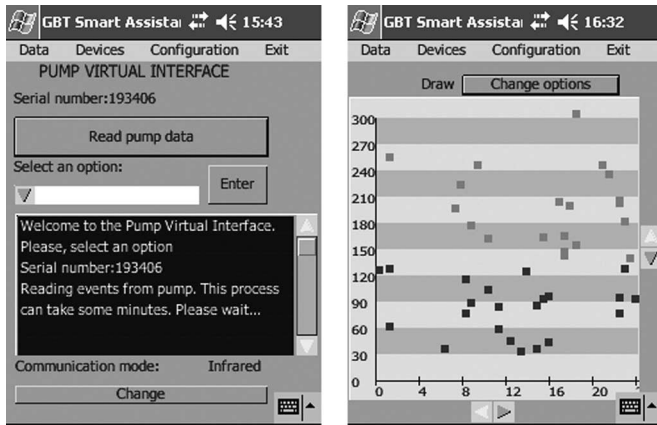 GBT Smart Assista 15:43
Data Devices Configuration Exit
PUMP VIRTUAL INTERFACE
Serial number:193406
Read pump data
Select an option:
Enter
Welcome to the Pump Virtual Interface.
Please, select an option
Serial number:193406
Reading events from pump. This process
can take some minutes. Please wait...
Communication mode: Infrared
Change
GBT Smart Assista 16:32
Data Devices Configuration Exit
Draw Change options
300
270
240
210
180
150
120
90
60
30
0
0 4 8 12 16 20